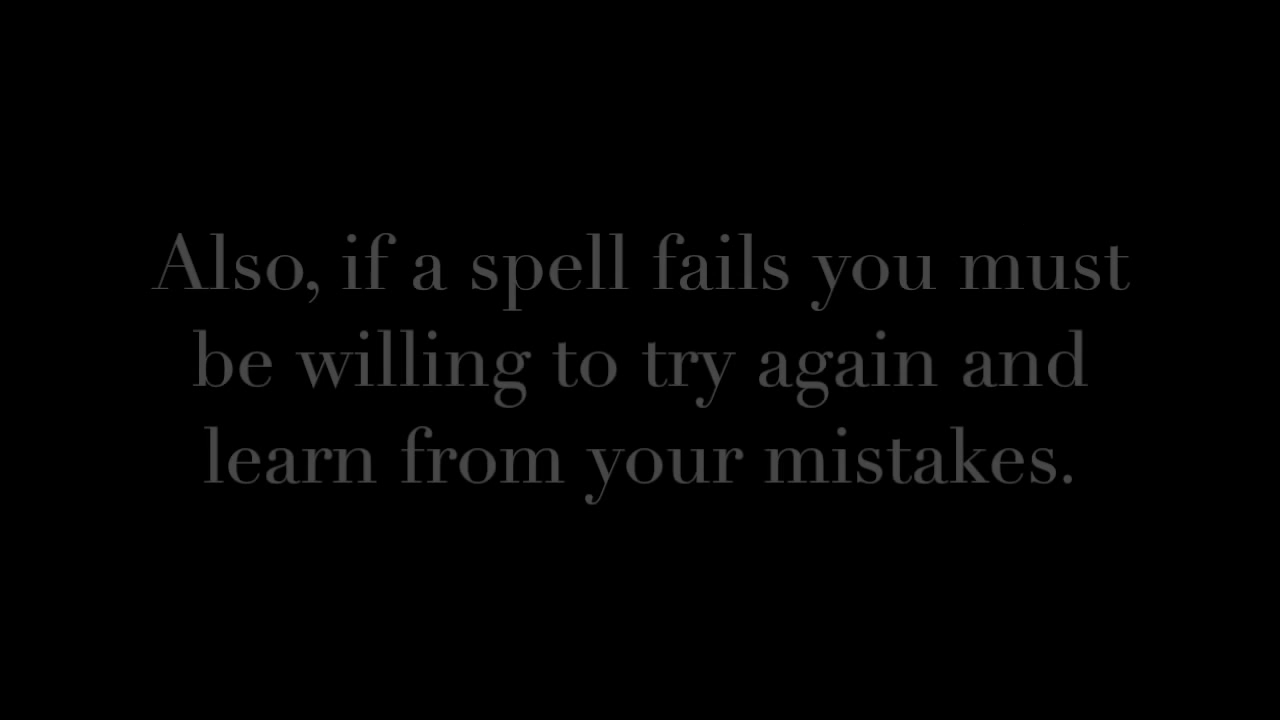 Also, if a spell fails you must
be willing to try again and
learn from your mistakes.